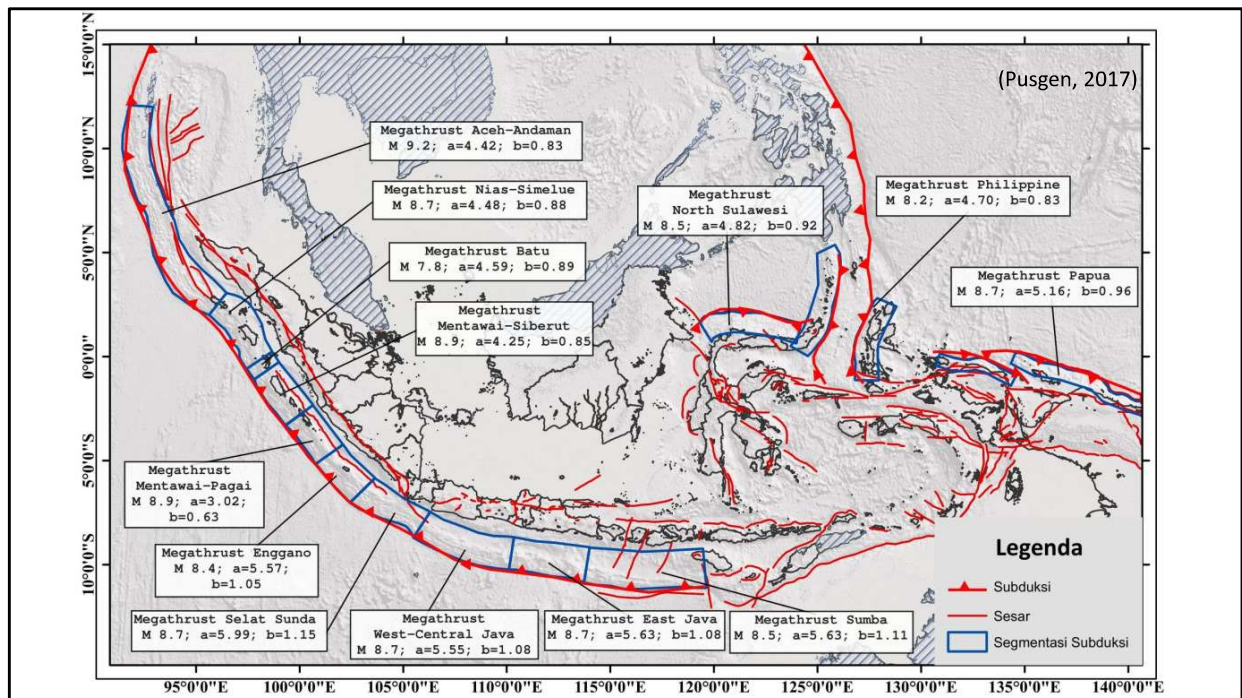 (Pusgen, 2017)
15°0'0"N
10°0'0"N
5°0'0"N
0°0'0"
5°0'0"S
10°0'0"S
Megathrust Aceh-Andaman
M 9.2; a=4.42; b=0.83
Megathrust Nias-Simelue
M 8.7; a=4.48; b=0.88
Megathrust Batu
M 7.8; a=4.59; b=0.89
Megathrust
Mentawai-Siberut
M 8.9; a=4.25; b=0.85
Megathrust
North Sulawesi
M 8.5; a=4.82; b=0.92
Megathrust Philippine
M 8.2; a=4.70; b=0.83
Megathrust Papua
M 8.7; a=5.16; b=0.96
Megathrust
Mentawai-Pagai
M 8.9; a=3.02;
b=0.63
Megathrust Enggano
M 8.4; a=5.57;
b=1.05
Megathrust Selat Sunda
M 8.7; a=5.99; b=1.15
Megathrust
West-Central Java
M 8.7; a=5.55; b=1.08
Megathrust East Java
M 8.7; a=5.63; b=1.08
Megathrust Sumba
M 8.5; a=5.63; b=1.11
Legenda
Subduksi
Sesar
Segmentasi Subduksi
95°0'0"E
100°0'0"E
105°0'0"E
110°0'0"E
115°0'0"E
120°0'0"E
125°0'0"E
130°0'0"E
135°0'0"E
140°0'0"E